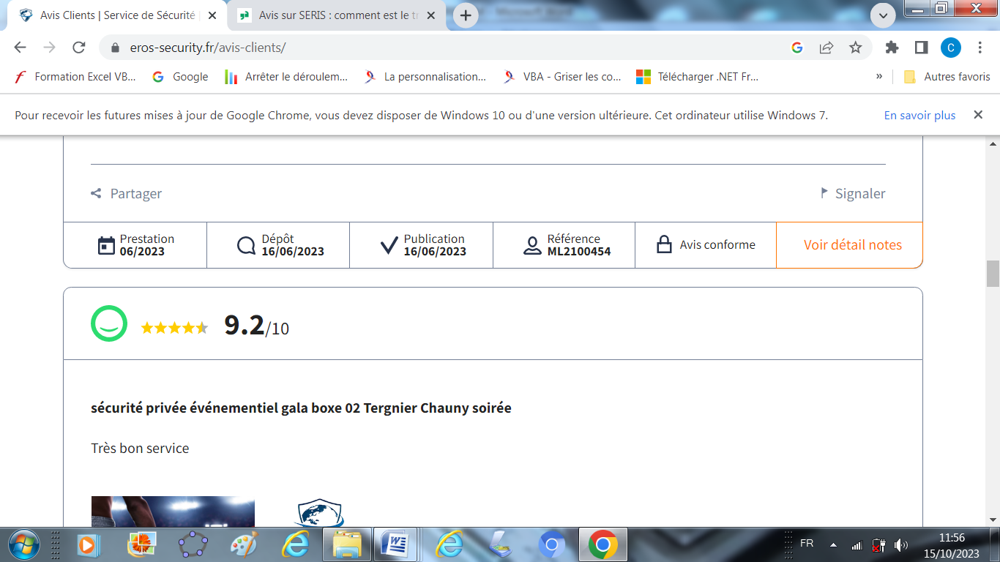 Avis Clients | Service de Sécurité
Avis sur SERIS : comment est le t
eros-security.fr/avis-clients/
C
Formation Excel VB...
Google
Arrêter le déroulem...
La personnalisation...
VBA - Griser les co...
Télécharger .NET Fr...
»
Autres favoris
Pour recevoir les futures mises à jour de Google Chrome, vous devez disposer de Windows 10 ou d'une version ultérieure. Cet ordinateur utilise Windows 7.
En savoir plus
Partager
Signaler
Prestation
06/2023
Dépôt
16/06/2023
Publication
16/06/2023
Référence
ML2100454
Avis conforme
Voir détail notes
9.2/10
sécurité privée événementiel gala boxe 02 Tergnier Chauny soirée
Très bon service
FR
11:56
15/10/2023